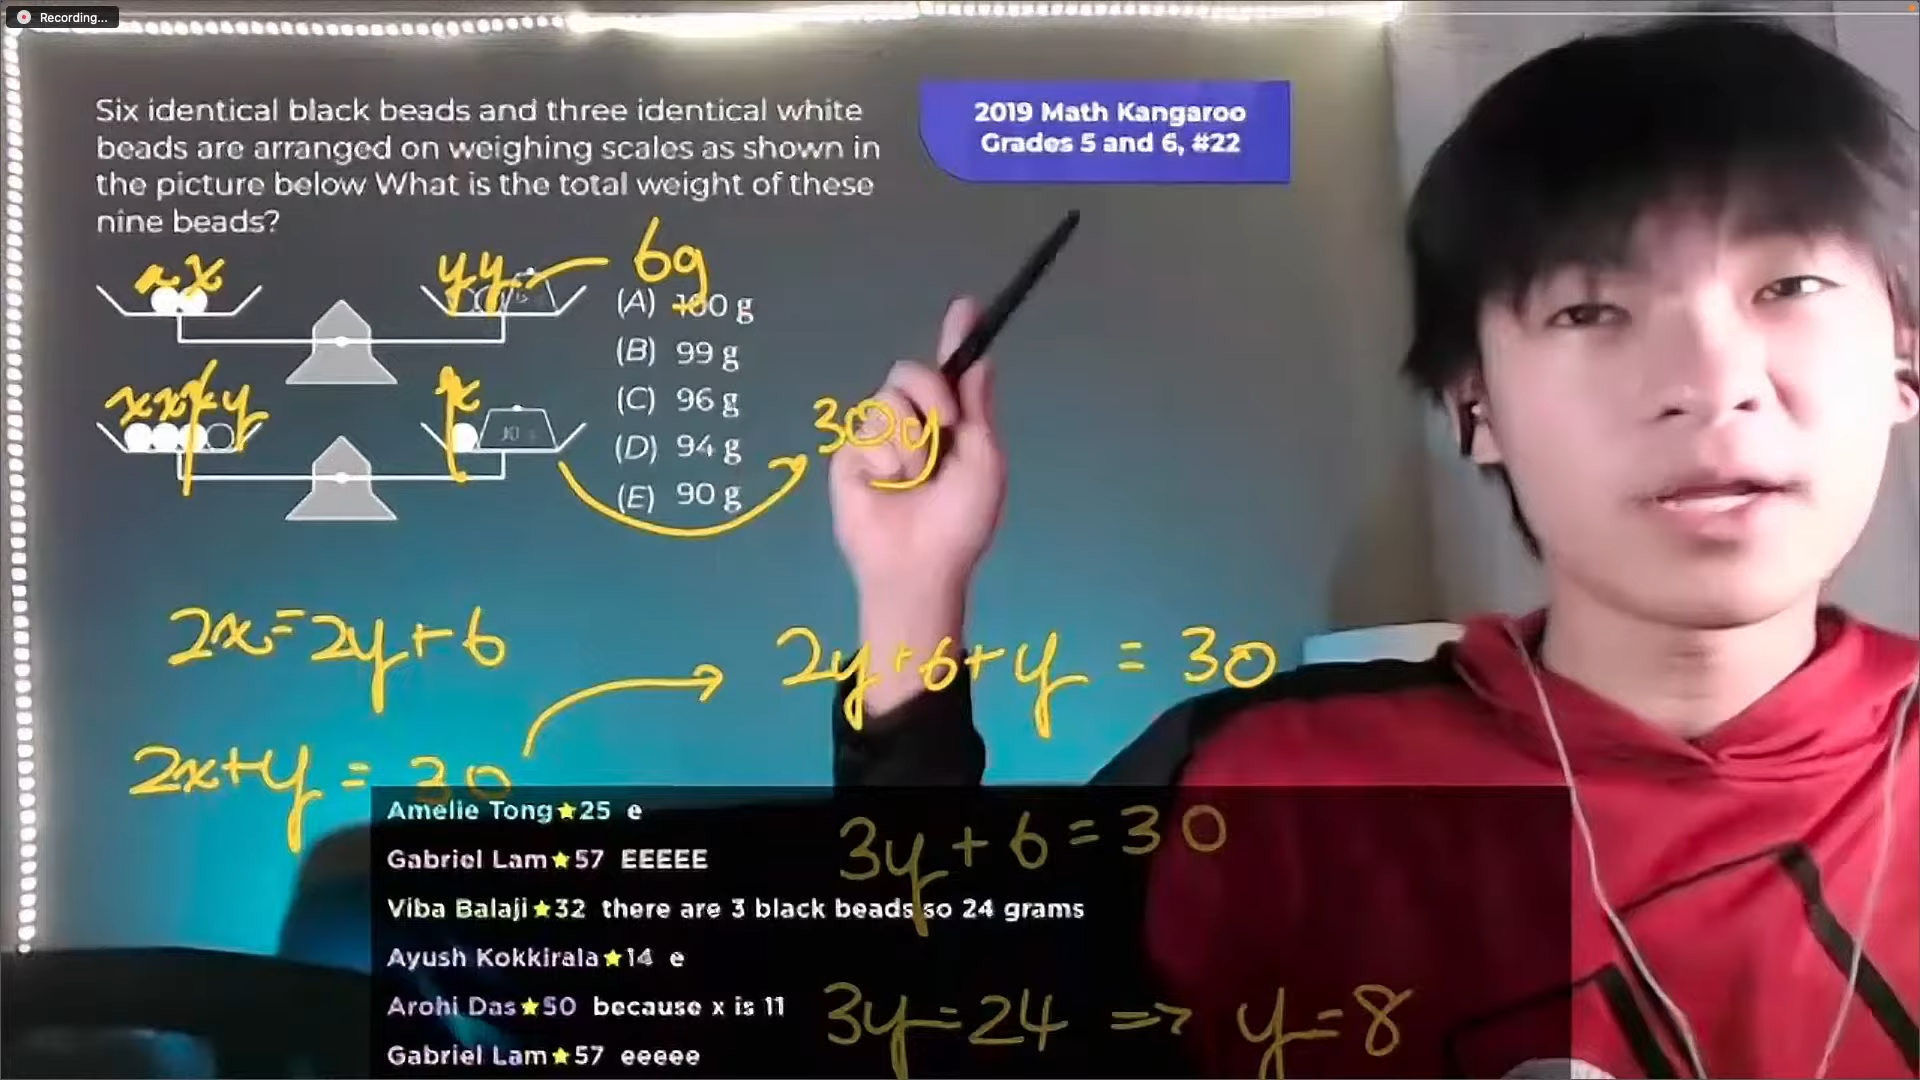 Recording...
Six identical black beads and three identical white
beads are arranged on weighing scales as shown in
the picture below What is the total weight of these
nine beads?
2019 Math Kangaroo
Grades 5 and 6, #22
x
yy
6g
(A) 100 g
(B) 99 g
(C) 96 g
(D) 94 g
(E) 90 g
xxxy
x
30 g
30g
2x=2y+6
2x+y = 30
2y+6+y = 30
3y+6=30
3y=24 => y=8
Amelie Tong★25 e
Gabriel Lam★57 EEEEE
Viba Balaji★32 there are 3 black beads so 24 grams
Ayush Kokkirala★14 e
Arohi Das★50 because x is 11
Gabriel Lam★57 eeeee